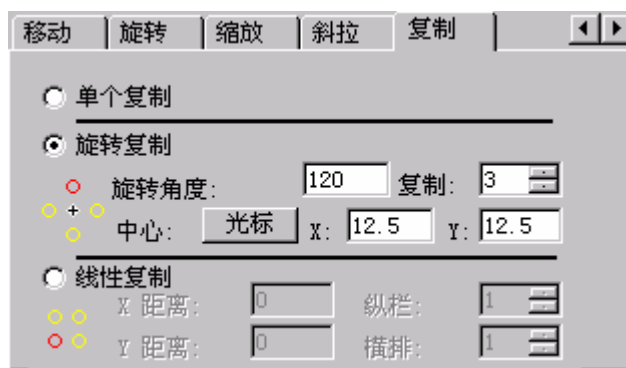 移动 旋转 缩放 斜拉 复制
单个复制
旋转复制
旋转角度: 120 复制: 3
中心: 光标 X: 12.5 Y: 12.5
线性复制
X 距离: 0 纵栏: 1
Y 距离: 0 横排: 1